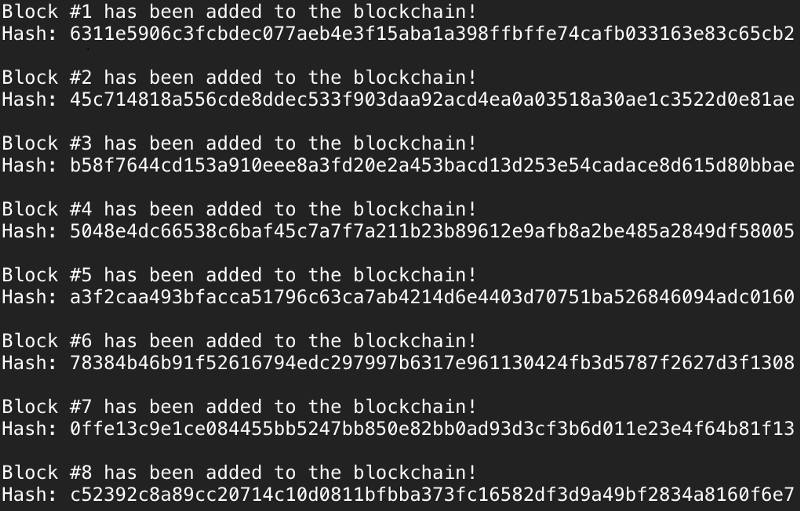 Block #1 has been added to the blockchain!
Hash: 6311e5906c3fcbdec077aeb4e3f15aba1a398ffbffe74cafb033163e83c65cb2
Block #2 has been added to the blockchain!
Hash: 45c714818a556cde8ddec533f903daa92acd4ea0a03518a30ae1c3522d0e81ae
Block #3 has been added to the blockchain!
Hash: b58f7644cd153a910eee8a3fd20e2a453bacd13d253e54cadace8d615d80bbae
Block #4 has been added to the blockchain!
Hash: 5048e4dc66538c6baf45c7a7f7a211b23b89612e9afb8a2be485a2849df58005
Block #5 has been added to the blockchain!
Hash: a3f2caa493bfacca51796c63ca7ab4214d6e4403d70751ba526846094adc0160
Block #6 has been added to the blockchain!
Hash: 78384b46b91f52616794edc297997b6317e961130424fb3d5787f2627d3f1308
Block #7 has been added to the blockchain!
Hash: 0ffe13c9e1ce084455bb5247bb850e82bb0ad93d3cf3b6d011e23e4f64b81f13
Block #8 has been added to the blockchain!
Hash: c52392c8a89cc20714c10d0811bfbba373fc16582df3d9a49bf2834a8160f6e7